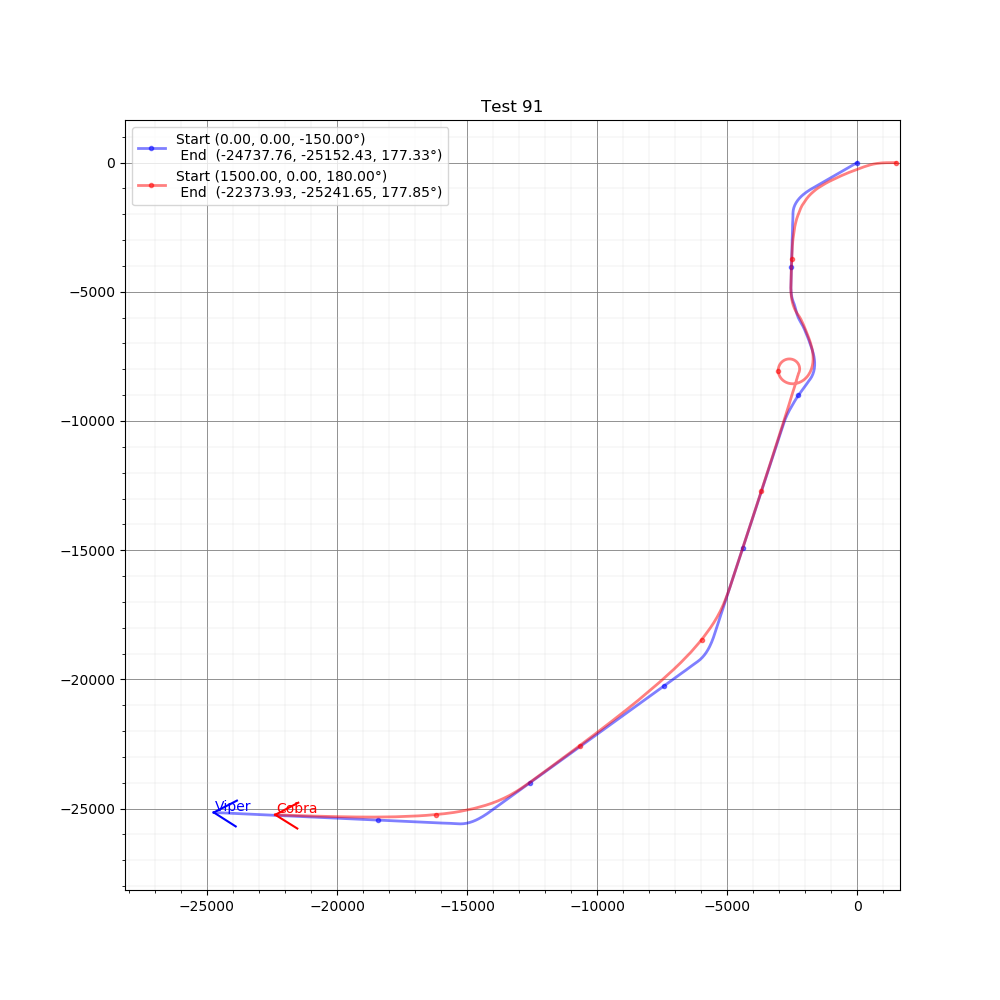 Test 91
Start (0.00, 0.00, -150.00°)
End  (-24737.76, -25152.43, 177.33°)
Start (1500.00, 0.00, 180.00°)
End  (-22373.93, -25241.65, 177.85°)
0
−5000
−10000
−15000
−20000
−25000
Viper
Cobra
−25000 −20000 −15000 −10000 −5000 0